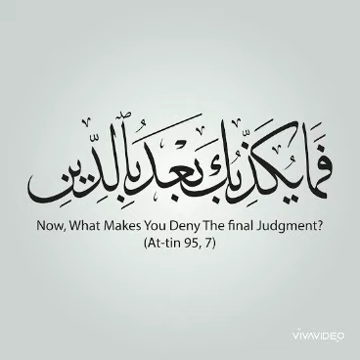 فَمَا يُكَذِّبُكَ بَعْدُ بِالدِّينِ
Now, What Makes You Deny The final Judgment?
(At-tin 95, 7)
VIVAVIDEO